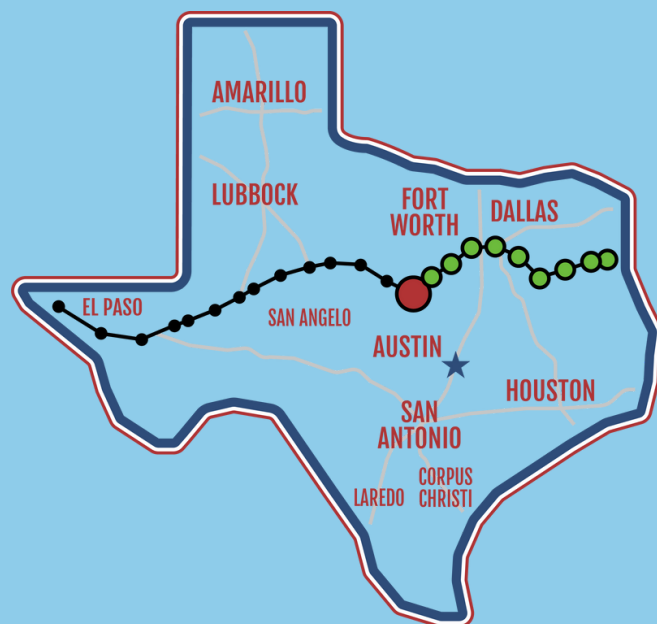 AMARILLO
LUBBOCK
FORT
WORTH
DALLAS
EL PASO
SAN ANGELO
AUSTIN
HOUSTON
SAN
ANTONIO
CORPUS
CHRISTI
LAREDO